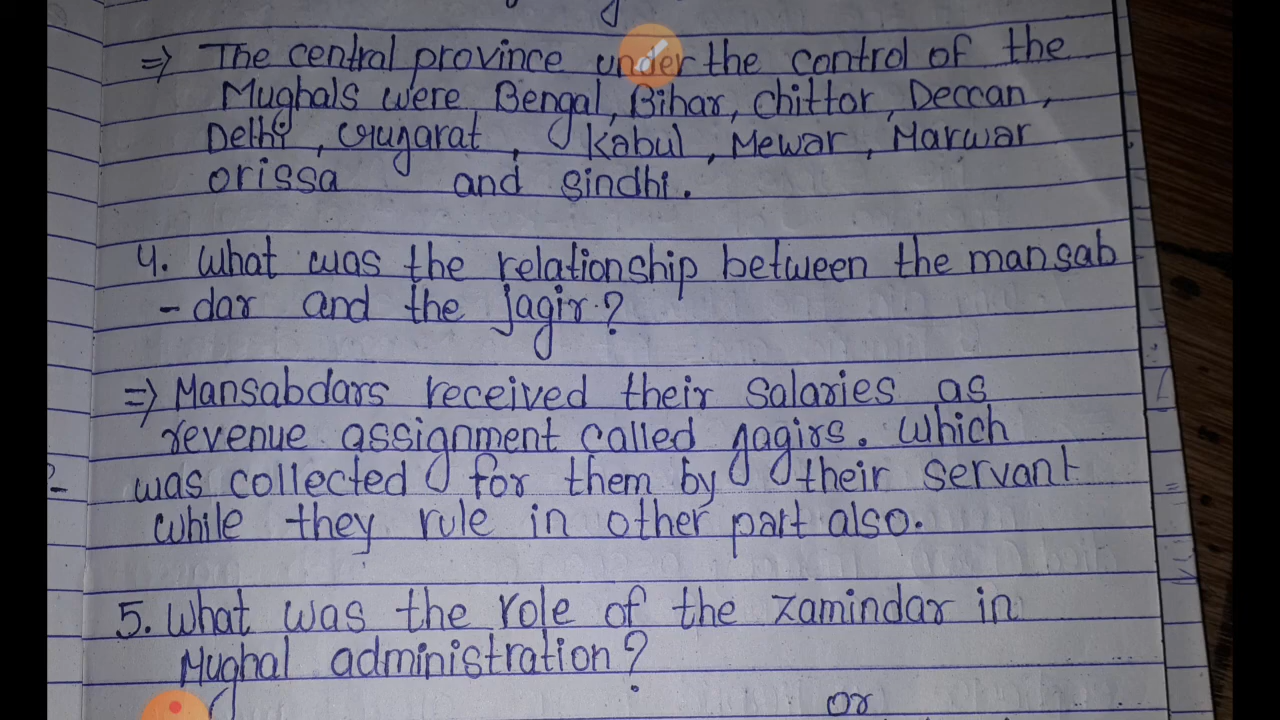 => The central province under the control of the
Mughals were Bengal, Bihar, Chittor, Deccan,
Delhi, Gujarat, Kabul, Mewar, Marwar
orissa and sindhi.
4. What was the relationship between the mansab
- dar and the jagir?
=> Mansabdars received their salaries as
revenue assignment called jagirs. Which
was collected for them by their servant
while they rule in other part also.
5. What was the role of the zamindar in
Mughal administration?
or